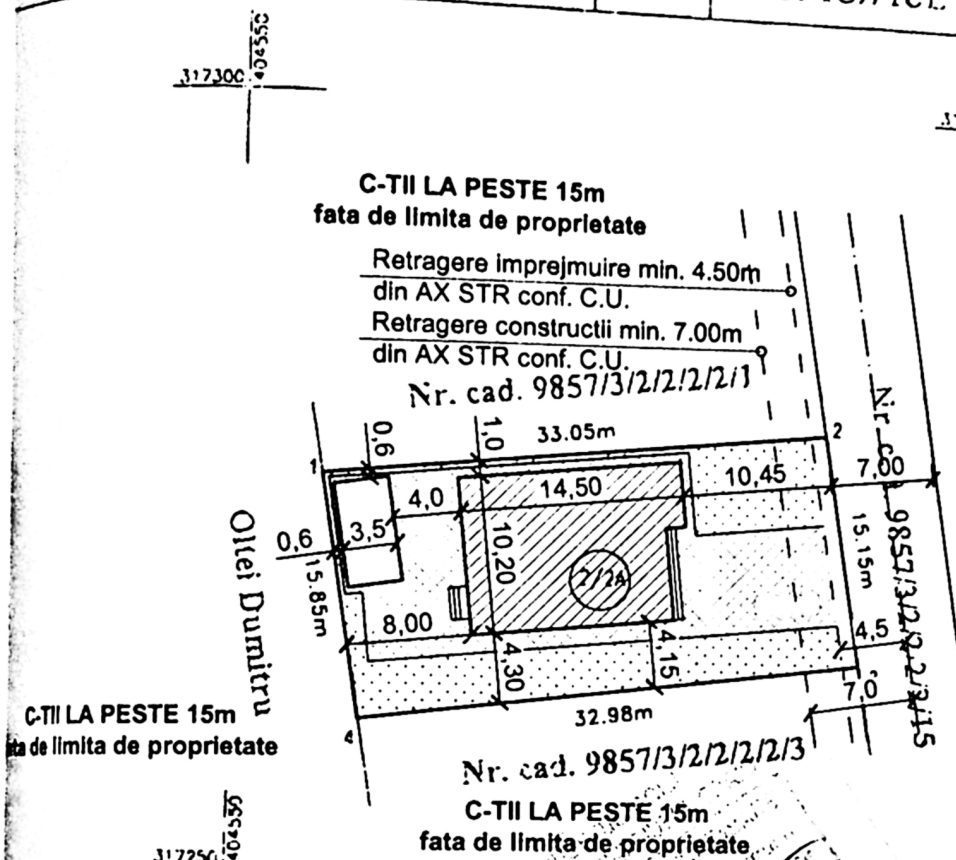 317300
404550
C-TII LA PESTE 15m
fata de limita de proprietate
Retragere imprejmuire min. 4.50m
din AX STR conf. C.U.
Retragere constructii min. 7.00m
din AX STR conf. C.U.
Nr. cad. 9857/3/2/2/2/2/1
0,6
1,0
33.05m
2
1
4,0
14,50
10,45
7,00
0,6
3,5
10,20
2/2A
15.15m
15.85m
Oltei Dumitru
8,00
4,30
4,15
4,5
7,0
32.98m
4
C-TII LA PESTE 15m
de limita de proprietate
Nr. cad. 9857/3/2/2/2/2/3
C-TII LA PESTE 15m
fata de limita de proprietate
317250
404550